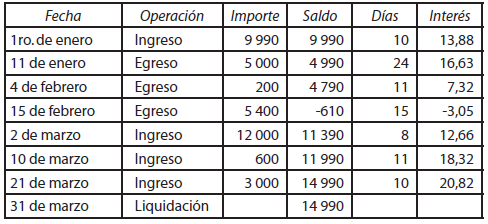 Fecha Operación Importe Saldo Días Interés
1ro. de enero Ingreso 9 990 9 990 10 13,88
11 de enero Egreso 5 000 4 990 24 16,63
4 de febrero Egreso 200 4 790 11 7,32
15 de febrero Egreso 5 400 -610 15 -3,05
2 de marzo Ingreso 12 000 11 390 8 12,66
10 de marzo Ingreso 600 11 990 11 18,32
21 de marzo Ingreso 3 000 14 990 10 20,82
31 de marzo Liquidación 14 990